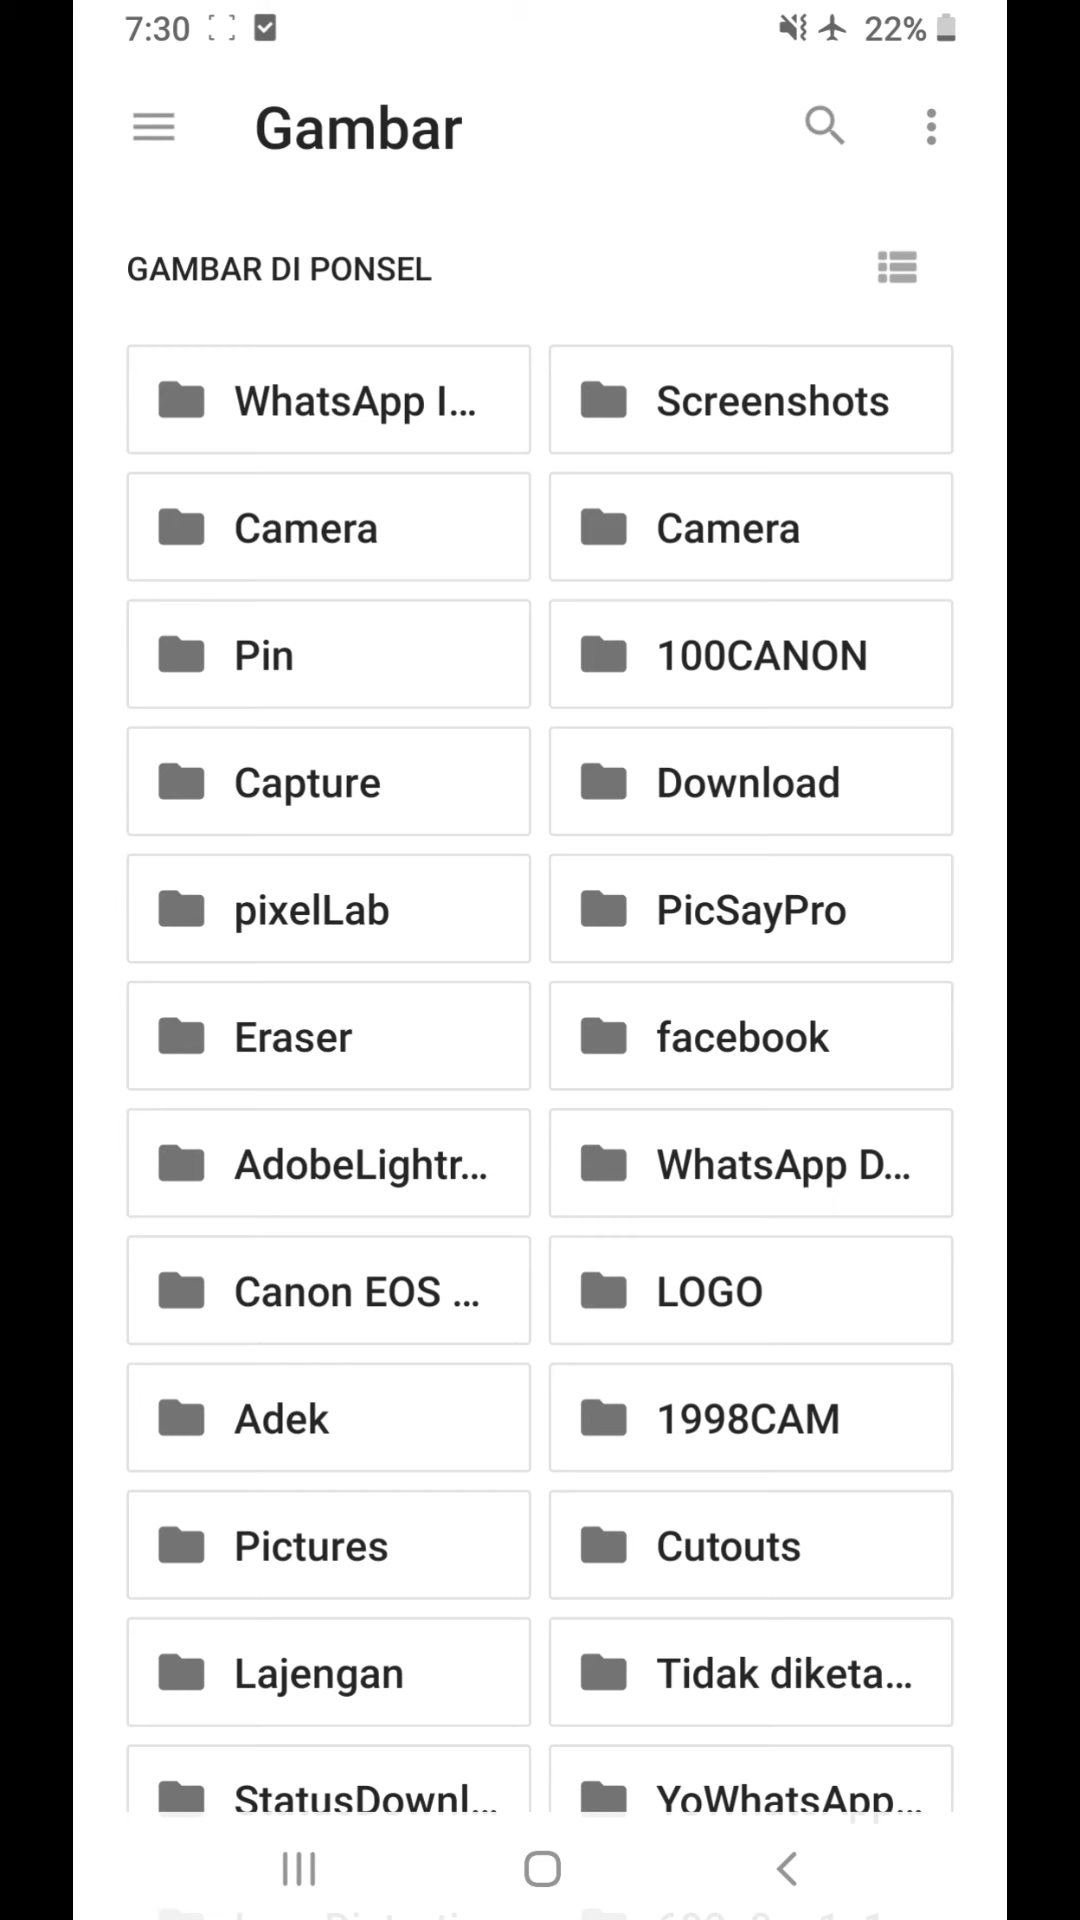 7:30 22%
Gambar
GAMBAR DI PONSEL
WhatsApp I... Screenshots
Camera Camera
Pin 100CANON
Capture Download
pixelLab PicSayPro
Eraser facebook
AdobeLightr... WhatsApp D...
Canon EOS ... LOGO
Adek 1998CAM
Pictures Cutouts
Lajengan Tidak diketa...
StatusDownl... YoWhatsApp...